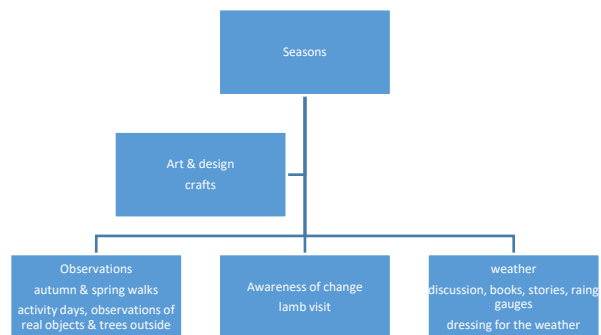 Seasons
Art & design
crafts
Observations
autumn & spring walks
activity days, observations of
real objects & trees outside
Awareness of change
lamb visit
weather
discussion, books, stories, raing
gauges
dressing for the weather